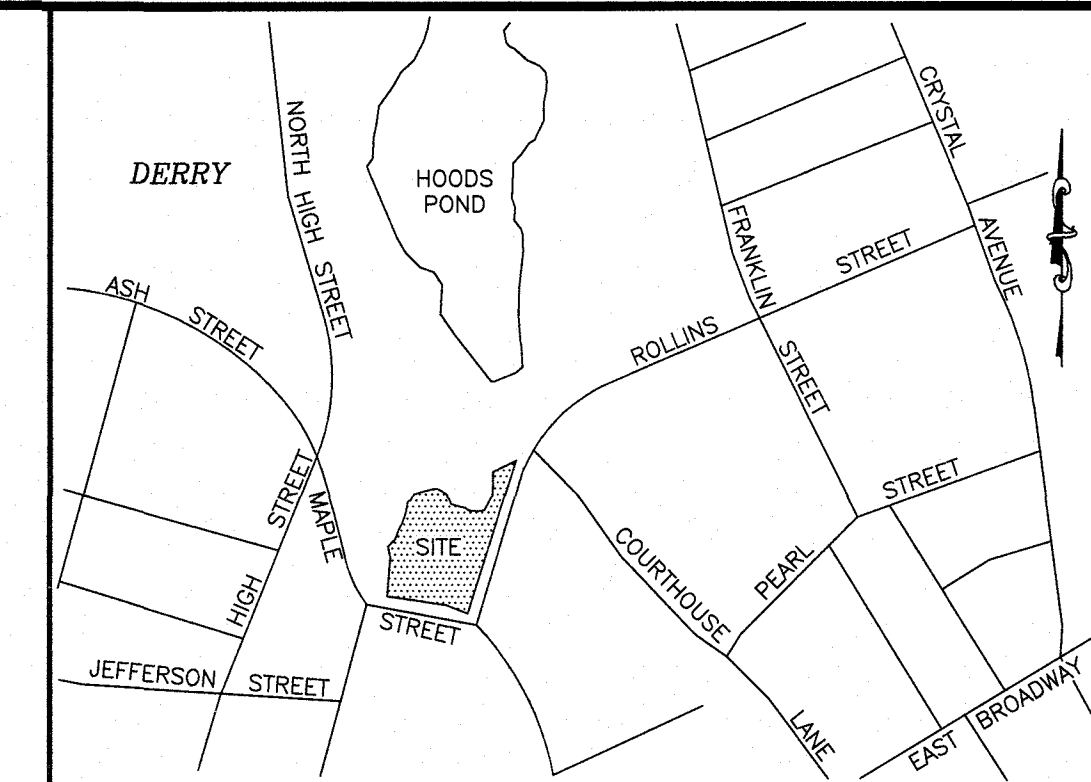 DERRY
NORTH HIGH STREET
HOODS
POND
CRYSTAL
AVENUE
FRANKLIN
STREET
ASH
STREET
ROLLINS
STREET
STREET
HIGH
MAPLE
STREET
SITE
COURTHOUSE
LANE
PEARL
STREET
JEFFERSON
STREET
EAST
BROADWAY